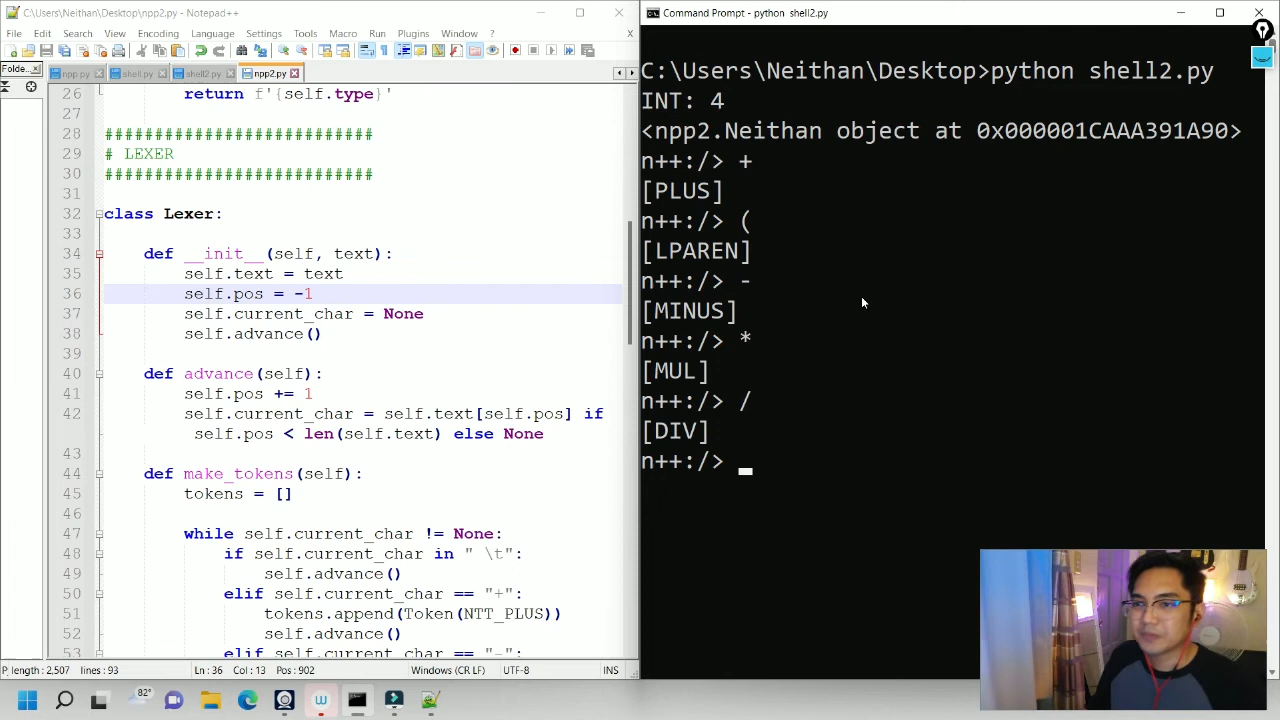 C:\Users\Neithan\Desktop\npp2.py - Notepad++
File Edit Search View Encoding Language Settings Tools Macro Run Plugins Window ?
X
Folde...
npp.py shell.py shell2.py npp2.py
26 return f'{self.type}'
27
28 ###########################
29 # LEXER
30 ###########################
31
32 class Lexer:
33
34 def __init__(self, text):
35 self.text = text
36 self.pos = -1
37 self.current_char = None
38 self.advance()
39
40 def advance(self):
41 self.pos += 1
42 self.current_char = self.text[self.pos] if
self.pos < len(self.text) else None
43
44 def make_tokens(self):
45 tokens = []
46
47 while self.current_char != None:
48 if self.current_char in " \t":
49 self.advance()
50 elif self.current_char == "+":
51 tokens.append(Token(NTT_PLUS))
52 self.advance()
53 elif self.current_char == "-":
P. length : 2,507 lines : 93 Ln : 36 Col : 13 Pos : 902 Windows (CR LF) UTF-8 INS
Command Prompt - python shell2.py
C:\Users\Neithan\Desktop>python shell2.py
INT: 4
<npp2.Neithan object at 0x000001CAAA391A90>
n++:/> +
[PLUS]
n++:/> (
[LPAREN]
n++:/> -
[MINUS]
n++:/> *
[MUL]
n++:/> /
[DIV]
n++:/>
82°